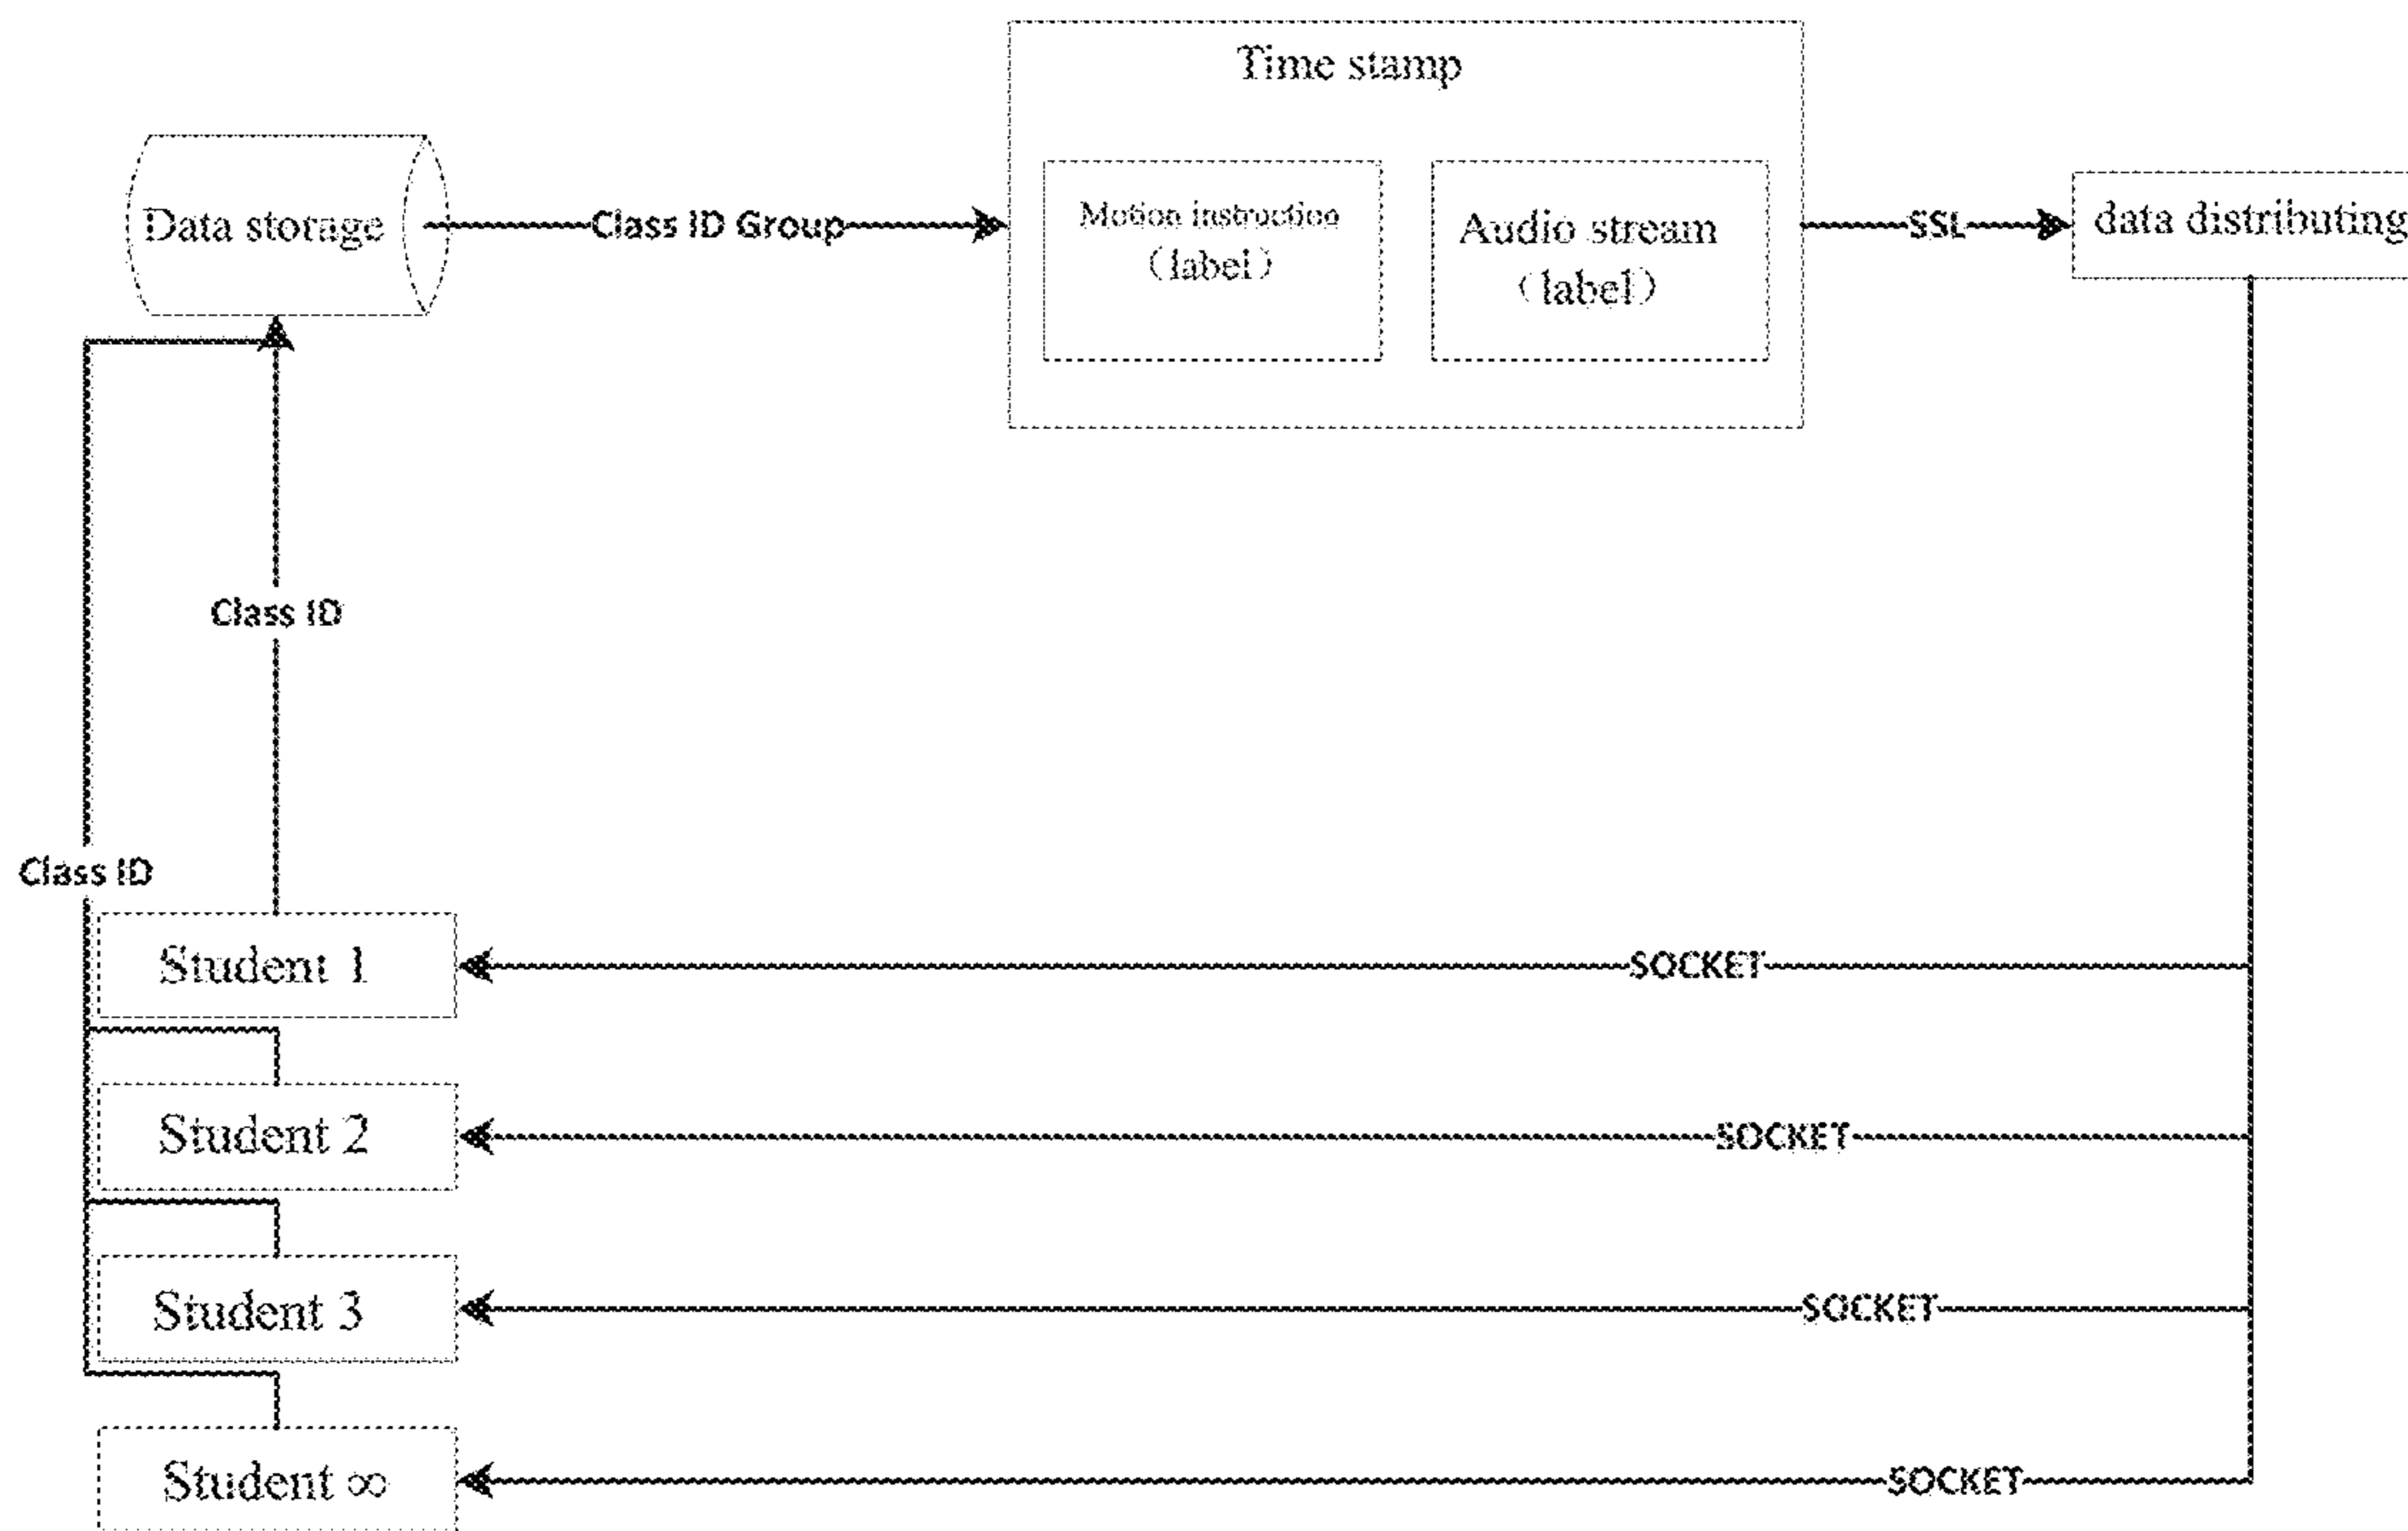 Time stamp
Data storage
Class ID Group
Motion instruction
（label）
Audio stream
（label）
SSL
data distributing
Class ID
Class ID
Student 1
SOCKET
Student 2
SOCKET
Student 3
SOCKET
Student ∞
SOCKET